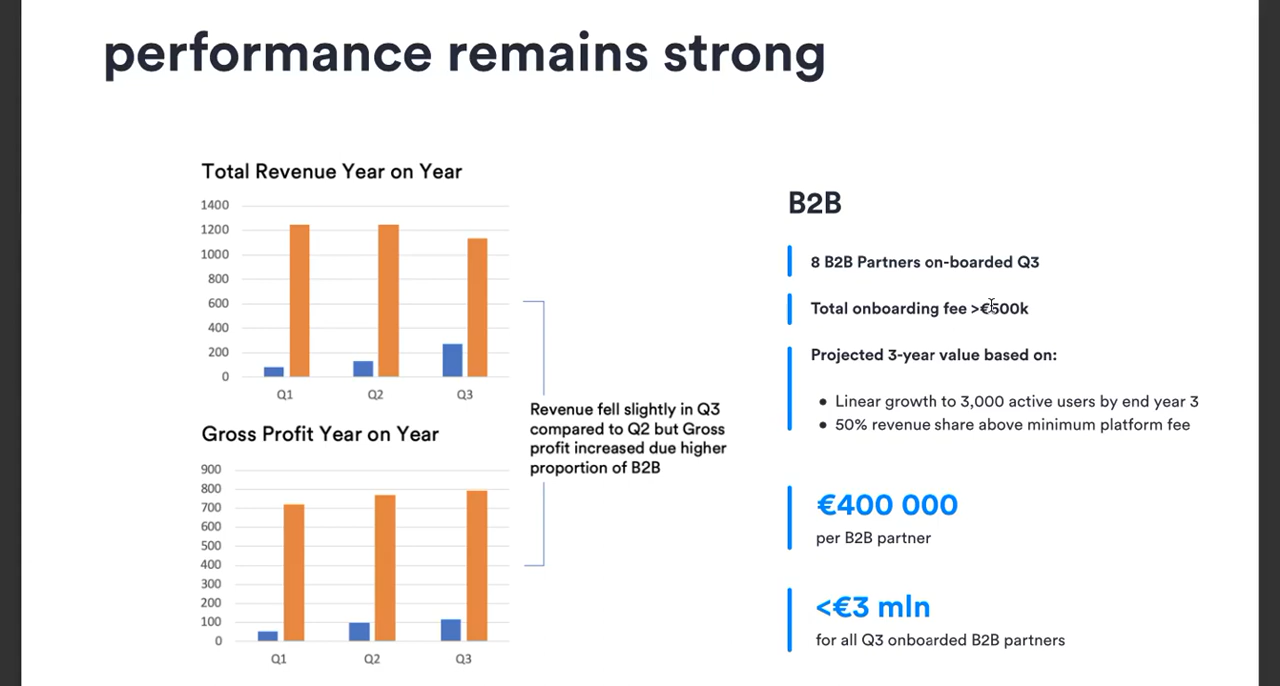 performance remains strong
Total Revenue Year on Year
1400
1200
1000
800
600
400
200
0
Q1 Q2 Q3
Gross Profit Year on Year
900
800
700
600
500
400
300
200
100
0
Q1 Q2 Q3
Revenue fell slightly in Q3
compared to Q2 but Gross
profit increased due higher
proportion of B2B
B2B
8 B2B Partners on-boarded Q3
Total onboarding fee >€500k
Projected 3-year value based on:
● Linear growth to 3,000 active users by end year 3
● 50% revenue share above minimum platform fee
€400 000
per B2B partner
<€3 mln
for all Q3 onboarded B2B partners